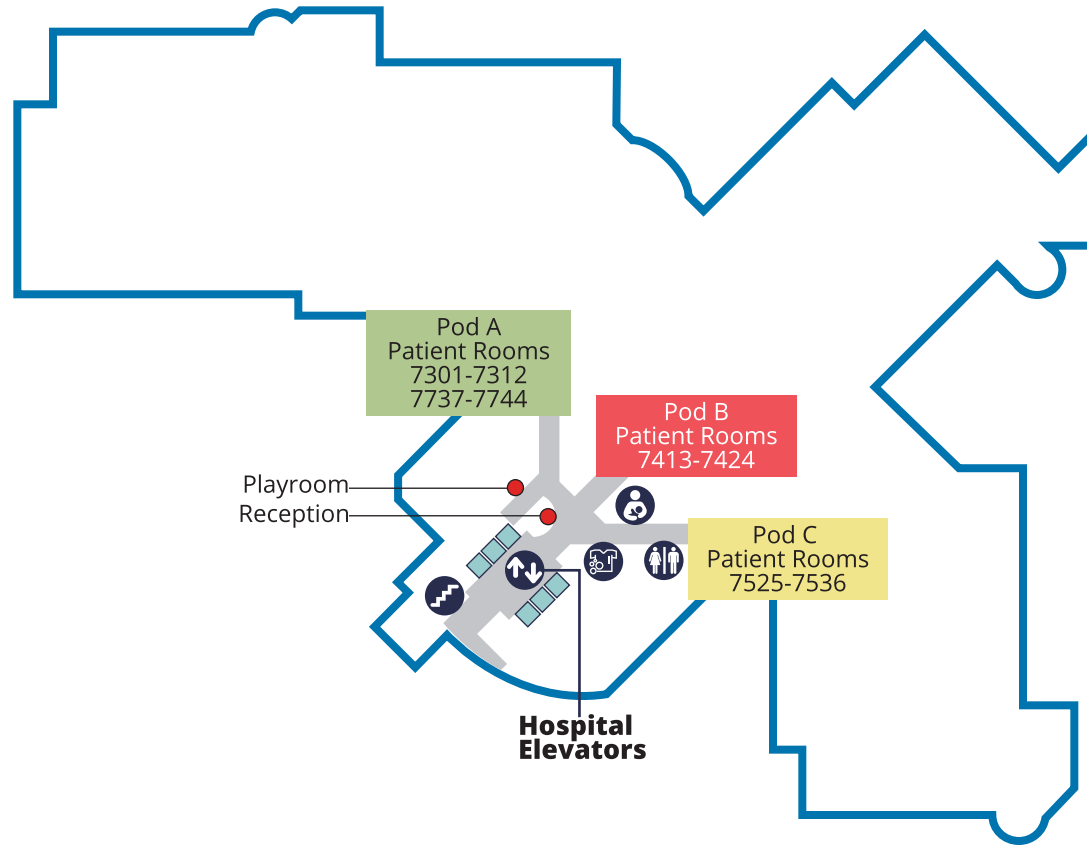 Pod A
Patient Rooms
7301-7312
7737-7744
Pod B
Patient Rooms
7413-7424
Playroom
Reception
Pod C
Patient Rooms
7525-7536
Hospital
Elevators